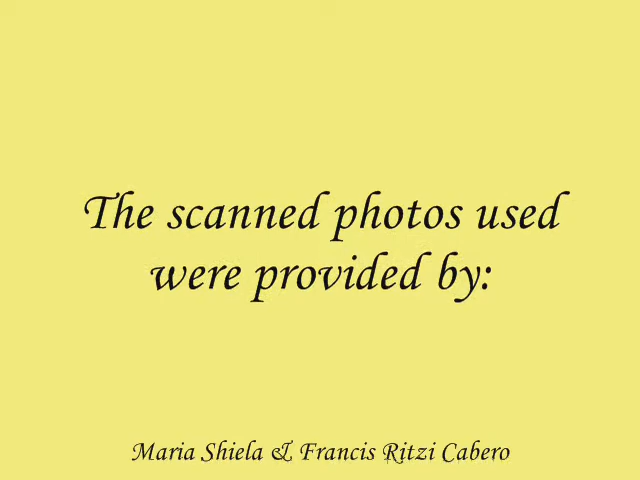 The scanned photos used
were provided by:
Maria Shiela & Francis Ritzi Cabero